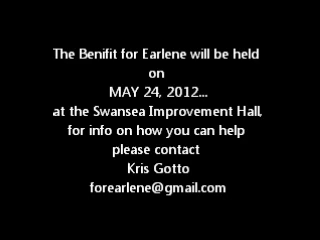 The Benifit for Earlene will be held
on
MAY 24, 2012...
at the Swansea Improvement Hall,
for info on how you can help
please contact
Kris Gotto
forearlene@gmail.com